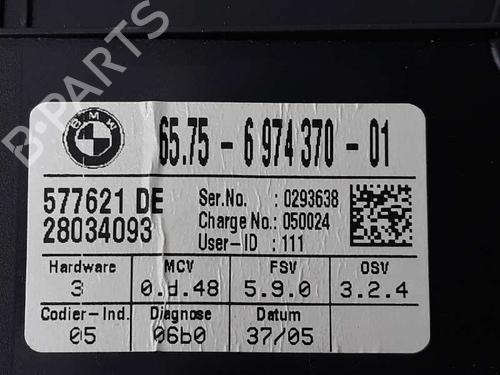 B-PARTS
BMW
65.75 - 6 974 370 - 01
577621 DE
28034093
Ser.No. : 0293638
Charge No.: 050024
User-ID : 111
Hardware MCV FSV OSV
3 0.d.48 5.9.0 3.2.4
Codier-Ind. Diagnose Datum
05 06b0 37/05